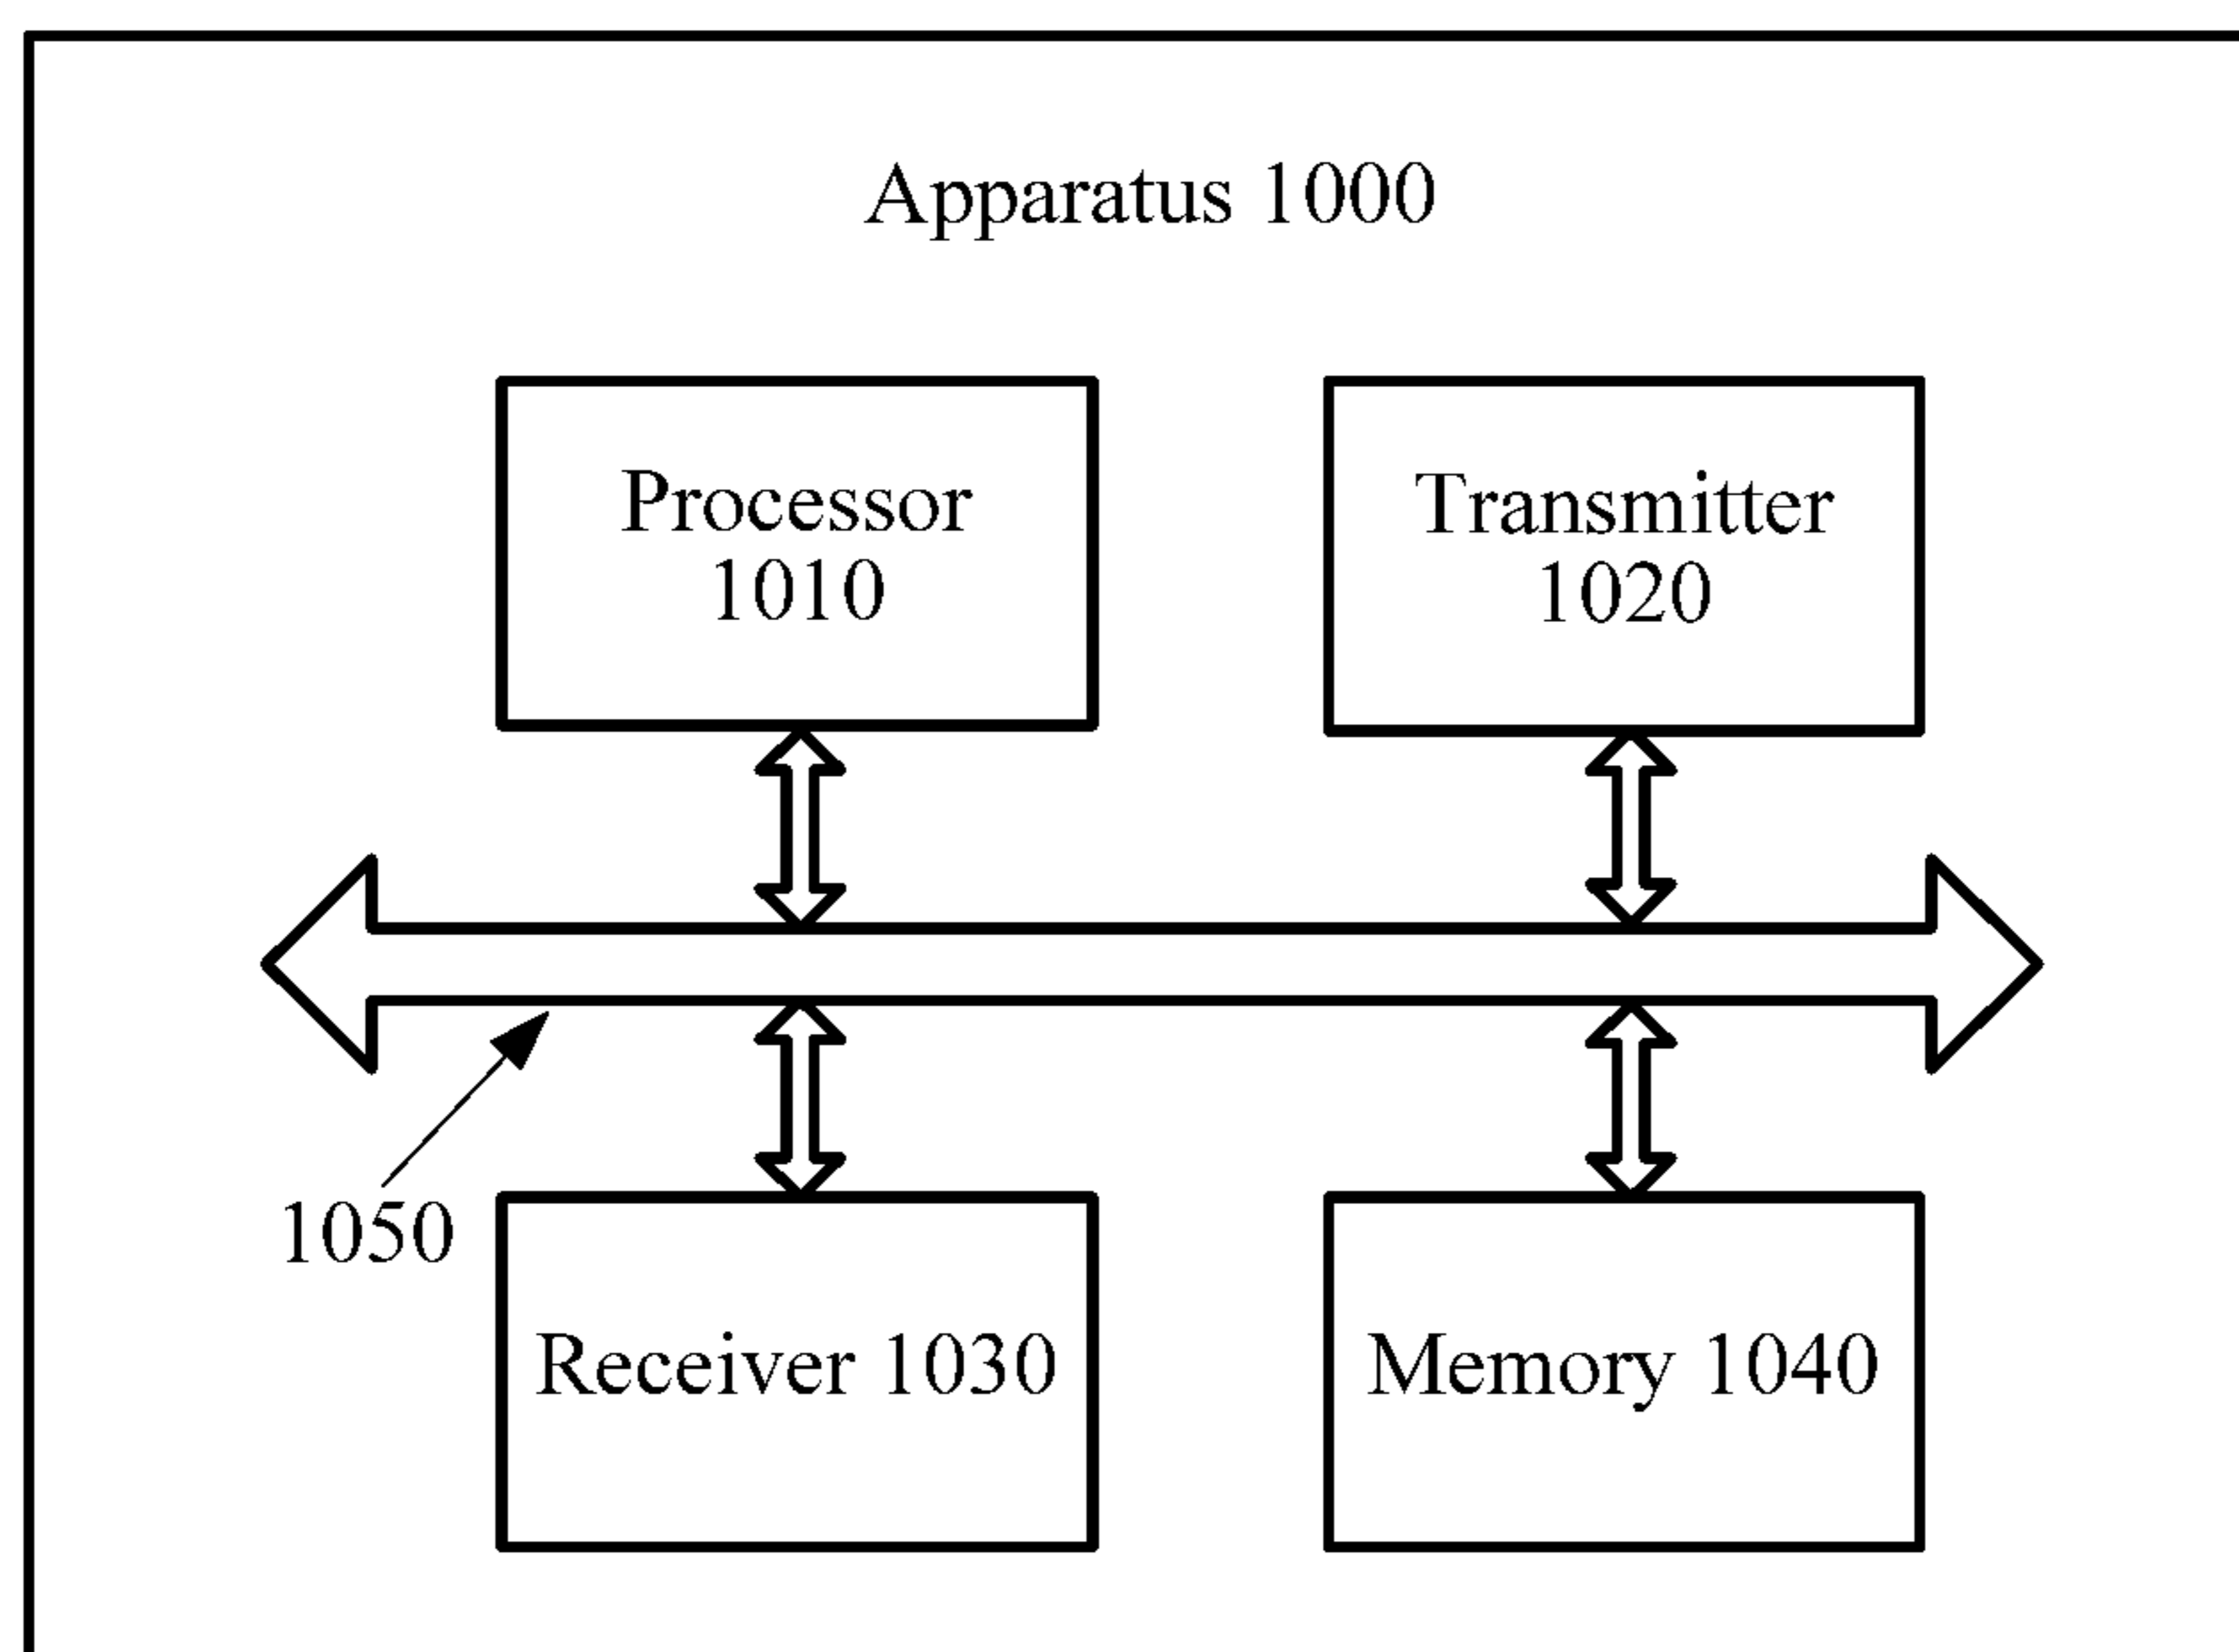 Apparatus 1000
Processor
1010
Transmitter
1020
1050
Receiver 1030
Memory 1040